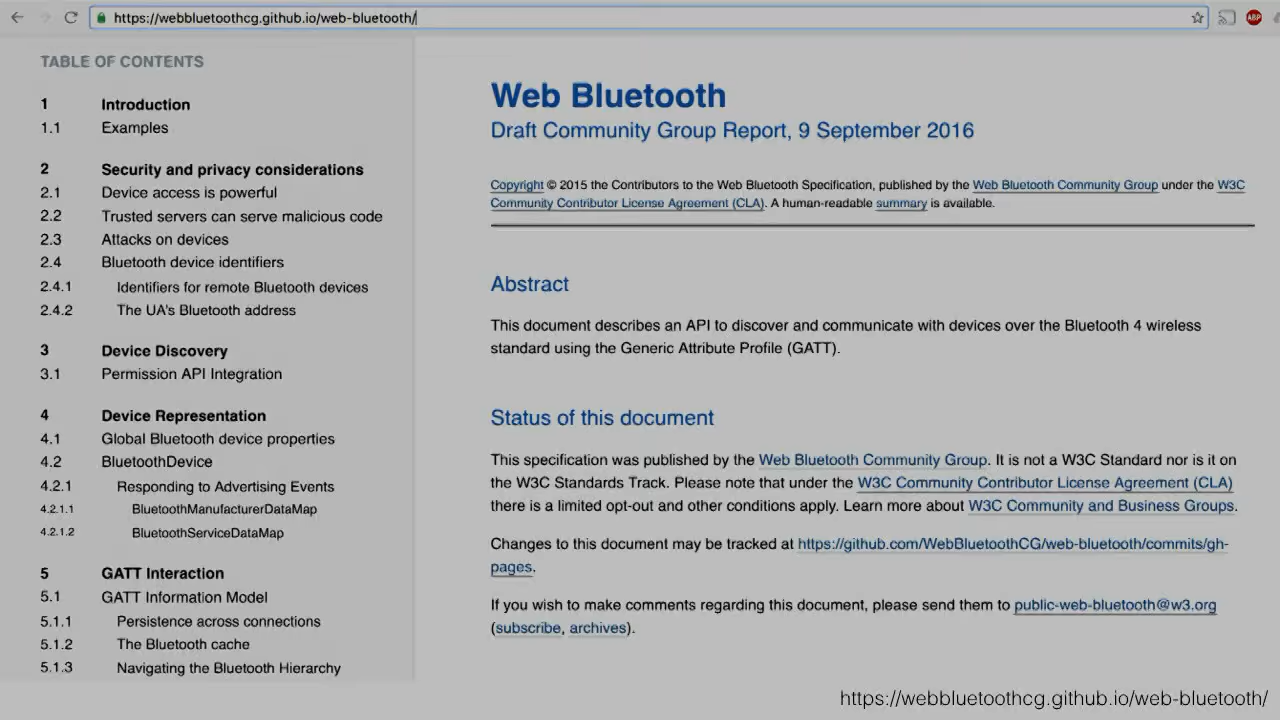 https://webbluetoothcg.github.io/web-bluetooth/
ABP
TABLE OF CONTENTS
1 Introduction
1.1 Examples
2 Security and privacy considerations
2.1 Device access is powerful
2.2 Trusted servers can serve malicious code
2.3 Attacks on devices
2.4 Bluetooth device identifiers
2.4.1 Identifiers for remote Bluetooth devices
2.4.2 The UA's Bluetooth address
3 Device Discovery
3.1 Permission API Integration
4 Device Representation
4.1 Global Bluetooth device properties
4.2 BluetoothDevice
4.2.1 Responding to Advertising Events
4.2.1.1 BluetoothManufacturerDataMap
4.2.1.2 BluetoothServiceDataMap
5 GATT Interaction
5.1 GATT Information Model
5.1.1 Persistence across connections
5.1.2 The Bluetooth cache
5.1.3 Navigating the Bluetooth Hierarchy
Web Bluetooth
Draft Community Group Report, 9 September 2016
Copyright © 2015 the Contributors to the Web Bluetooth Specification, published by the Web Bluetooth Community Group under the W3C
Community Contributor License Agreement (CLA). A human-readable summary is available.
Abstract
This document describes an API to discover and communicate with devices over the Bluetooth 4 wireless
standard using the Generic Attribute Profile (GATT).
Status of this document
This specification was published by the Web Bluetooth Community Group. It is not a W3C Standard nor is it on
the W3C Standards Track. Please note that under the W3C Community Contributor License Agreement (CLA)
there is a limited opt-out and other conditions apply. Learn more about W3C Community and Business Groups.
Changes to this document may be tracked at https://github.com/WebBluetoothCG/web-bluetooth/commits/gh-
pages.
If you wish to make comments regarding this document, please send them to public-web-bluetooth@w3.org
(subscribe, archives).
https://webbluetoothcg.github.io/web-bluetooth/